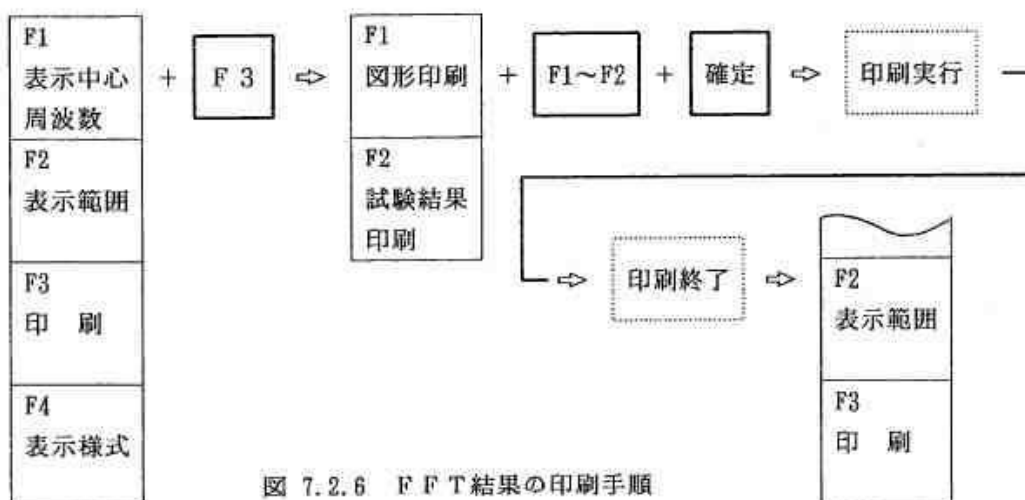 F1
表示中心
周波数
F2
表示範囲
F3
印 刷
F4
表示様式
+
F 3
⇨
F1
図形印刷
F2
試験結果
印刷
+
F1～F2
+
確定
⇨
印刷実行
⇨
印刷終了
⇨
F2
表示範囲
F3
印 刷
図 7.2.6 F F T結果の印刷手順